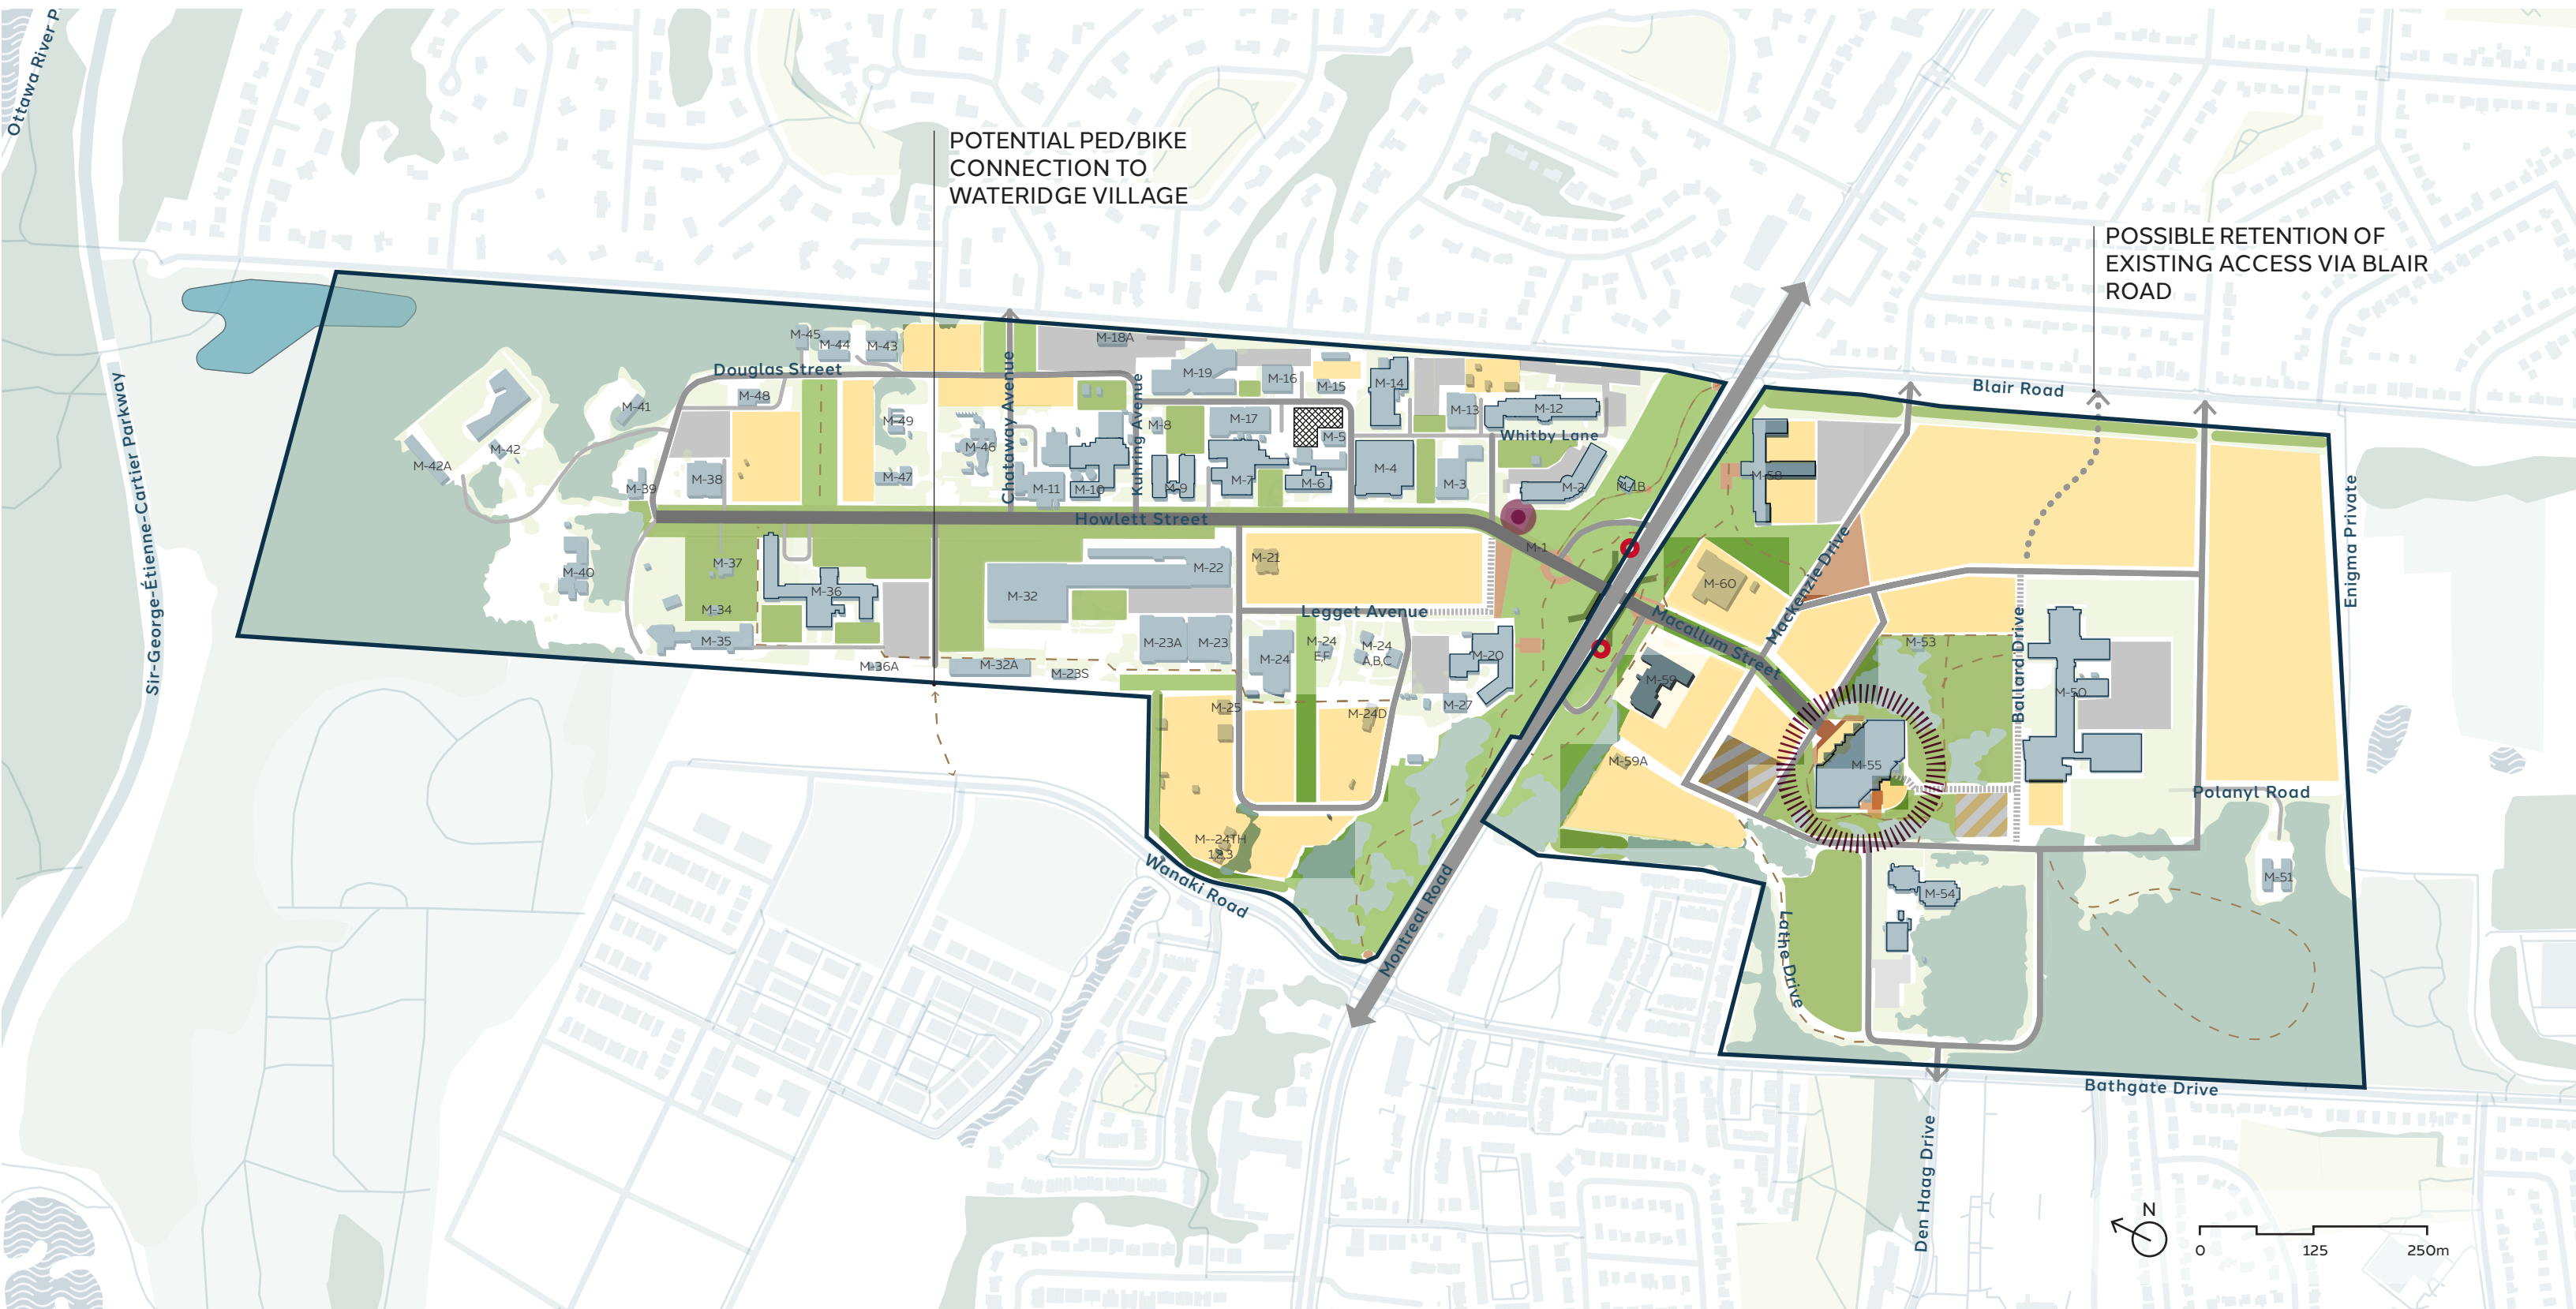 Ottawa River P
POTENTIAL PED/BIKE
CONNECTION TO
WATERIDGE VILLAGE
POSSIBLE RETENTION OF
EXISTING ACCESS VIA BLAIR
ROAD
Sir-George-Étienne-Cartier Parkway
Douglas Street
Chataway Avenue
Kuhring Avenue
Howlett Street
Whitby Lane
Legget Avenue
Blair Road
Enigma Private
Mackenzie Drive
Macallum Street
Ballard Drive
Polanyl Road
Wanaki Road
Montreal Road
Lathe Drive
Bathgate Drive
Den Haag Drive
M-45
M-44
M-43
M-18A
M-19
M-16
M-15
M-14
M-13
M-12
M-48
M-41
M-42
M-42A
M-49
M-46
M-47
M-8
M-17
M-5
M-38
M-39
M-11
M-10
M-9
M-7
M-6
M-4
M-3
M-2
M-1B
M-1
M-58
M-40
M-37
M-34
M-35
M-36
M-36A
M-32
M-32A
M-22
M-21
M-23A
M-23
M-23S
M-24
M-24
E,F
M-24
A,B,C
M-20
M-27
M-25
M-24D
M--24TH
1,2,3
M-60
M-59
M-59A
M-53
M-50
M-55
M-54
M-51
N
0
125
250m